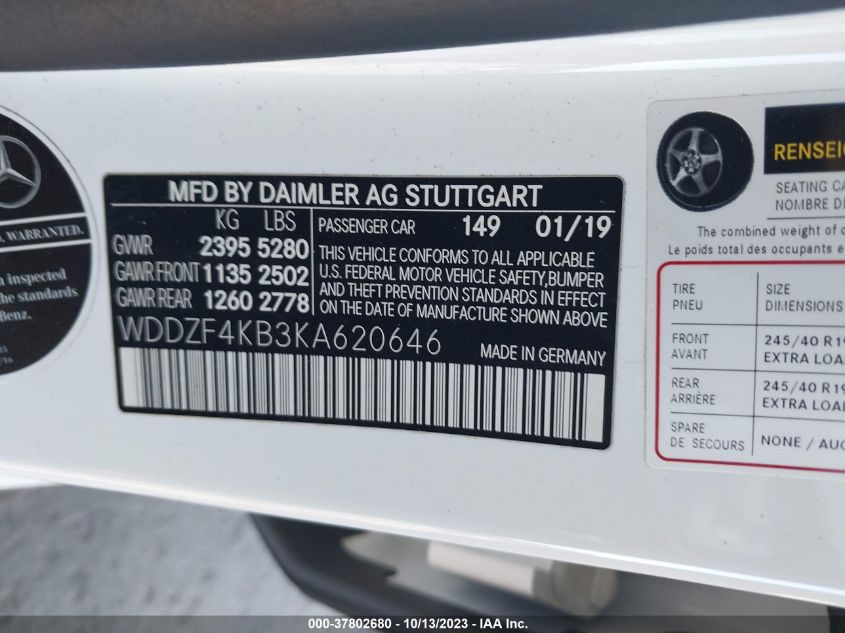 S, WARRANTED.
inspected
the standards
Benz.
MFD BY DAIMLER AG STUTTGART
KG LBS
GVWR 2395 5280
GAWR FRONT 1135 2502
GAWR REAR 1260 2778
PASSENGER CAR 149 01/19
THIS VEHICLE CONFORMS TO ALL APPLICABLE
U.S. FEDERAL MOTOR VEHICLE SAFETY,BUMPER
AND THEFT PREVENTION STANDARDS IN EFFECT
ON THE DATE OF MANUFACTURE SHOWN ABOVE
WDDZF4KB3KA620646 MADE IN GERMANY
RENSEIG
SEATING CA
NOMBRE DE
The combined weight of o
Le poids total des occupants e
TIRE SIZE
PNEU DIMENSIONS
FRONT 245/40 R19
AVANT EXTRA LOA
REAR 245/40 R19
ARRIÈRE EXTRA LOA
SPARE
DE SECOURS NONE / AUC
000-37802680 - 10/13/2023 - IAA Inc.